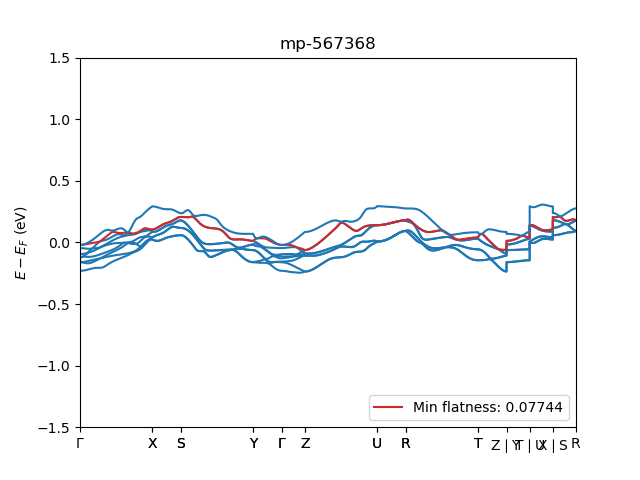 mp-567368
E − E_F (eV)
1.5
1.0
0.5
0.0
−0.5
−1.0
−1.5
Min flatness: 0.07744
Γ X S Y Γ Z U R T Z | Y T | U X | S R